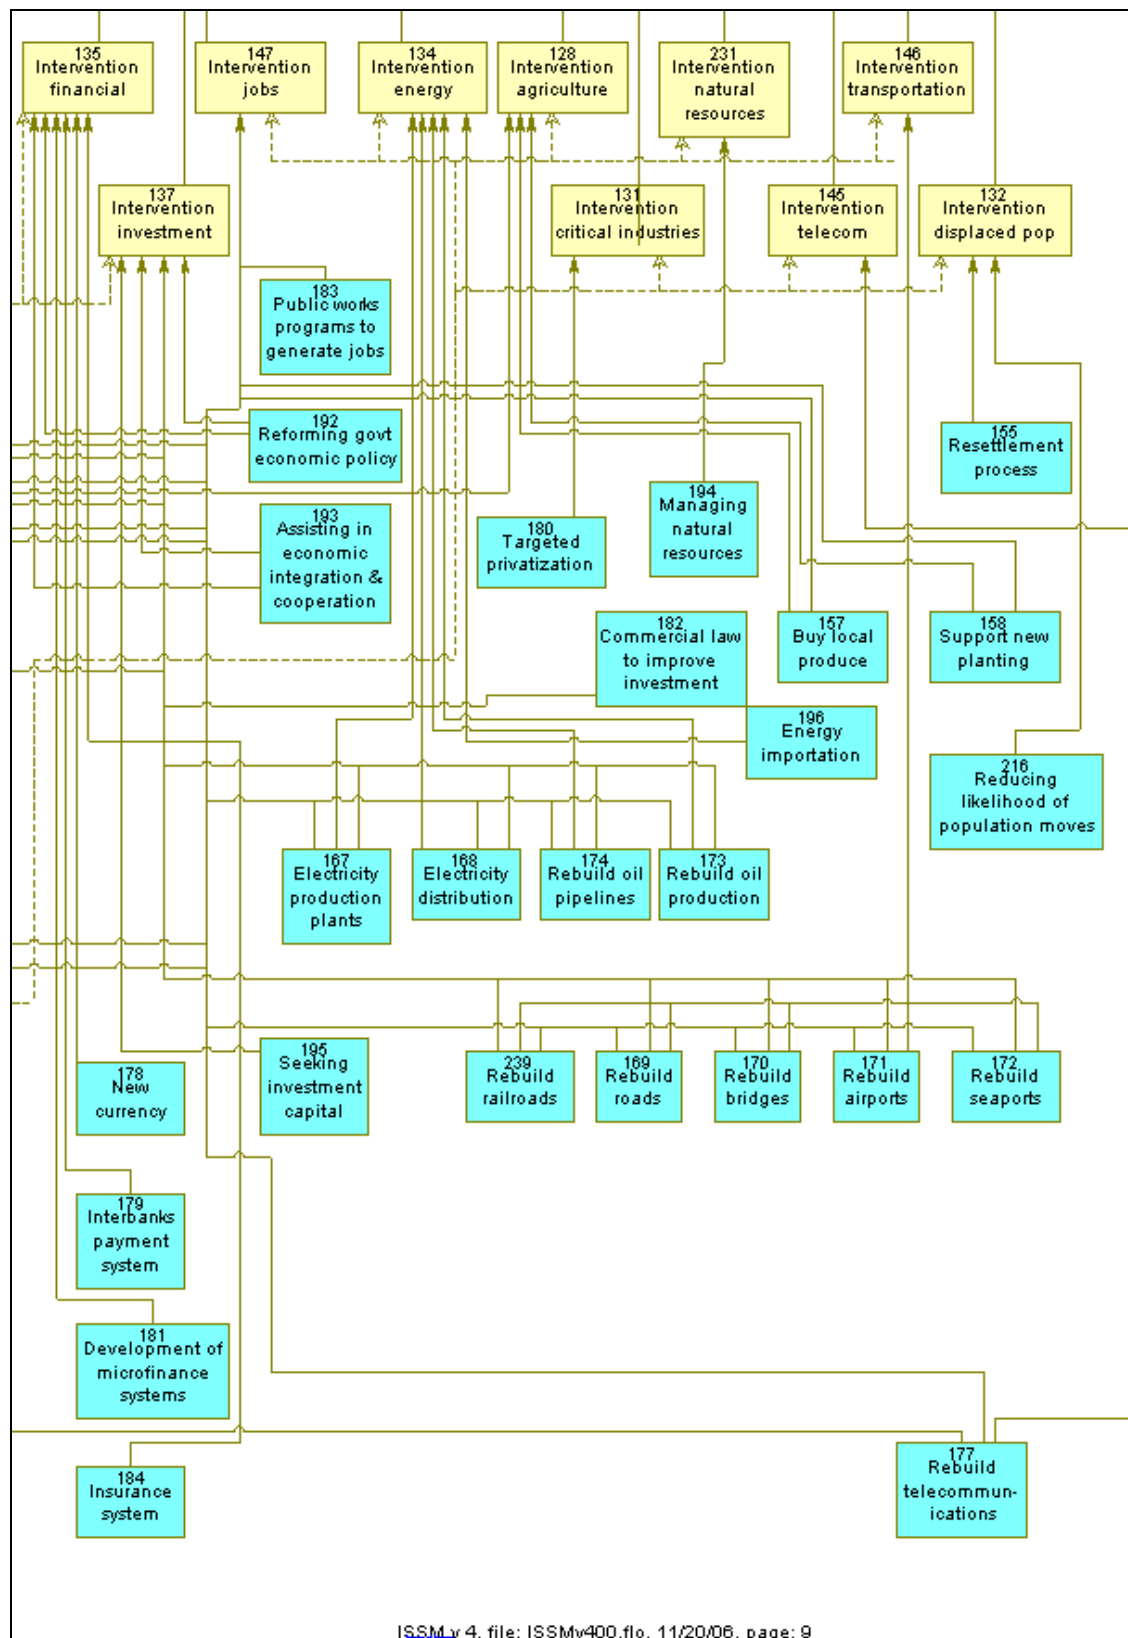 135
Intervention
financial
147
Intervention
jobs
134
Intervention
energy
128
Intervention
agriculture
231
Intervention
natural
resources
146
Intervention
transportation
137
Intervention
investment
131
Intervention
critical industries
145
Intervention
telecom
132
Intervention
displaced pop
183
Public works
programs to
generate jobs
192
Reforming govt
economic policy
155
Resettlement
process
194
Managing
natural
resources
193
Assisting in
economic
integration &
cooperation
180
Targeted
privatization
182
Commercial law
to improve
investment
157
Buy local
produce
158
Support new
planting
196
Energy
importation
216
Reducing
likelihood of
population moves
167
Electricity
production
plants
168
Electricity
distribution
174
Rebuild oil
pipelines
173
Rebuild oil
production
178
New
currency
195
Seeking
investment
capital
239
Rebuild
railroads
169
Rebuild
roads
170
Rebuild
bridges
171
Rebuild
airports
172
Rebuild
seaports
179
Interbanks
payment
system
181
Development of
microfinance
systems
184
Insurance
system
177
Rebuild
telecommun-
ications
ISSM v 4, file: ISSMv400.flo, 11/20/06, page: 9